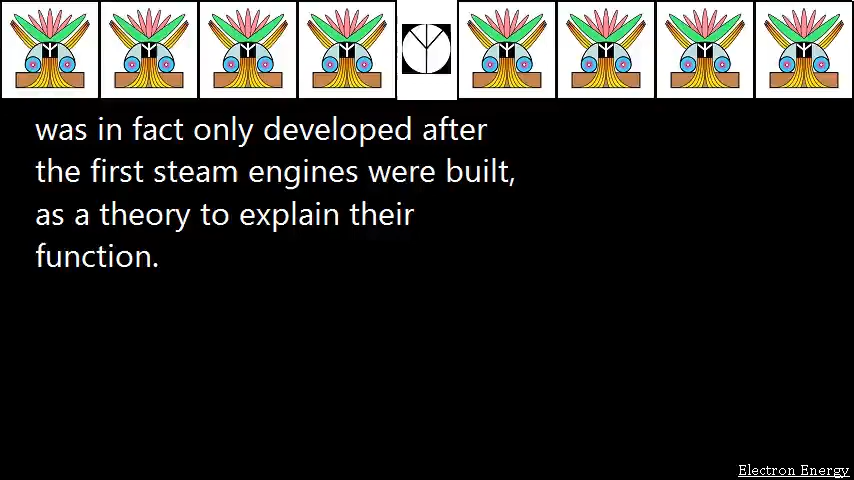 was in fact only developed after
the first steam engines were built,
as a theory to explain their
function.
Electron Energy